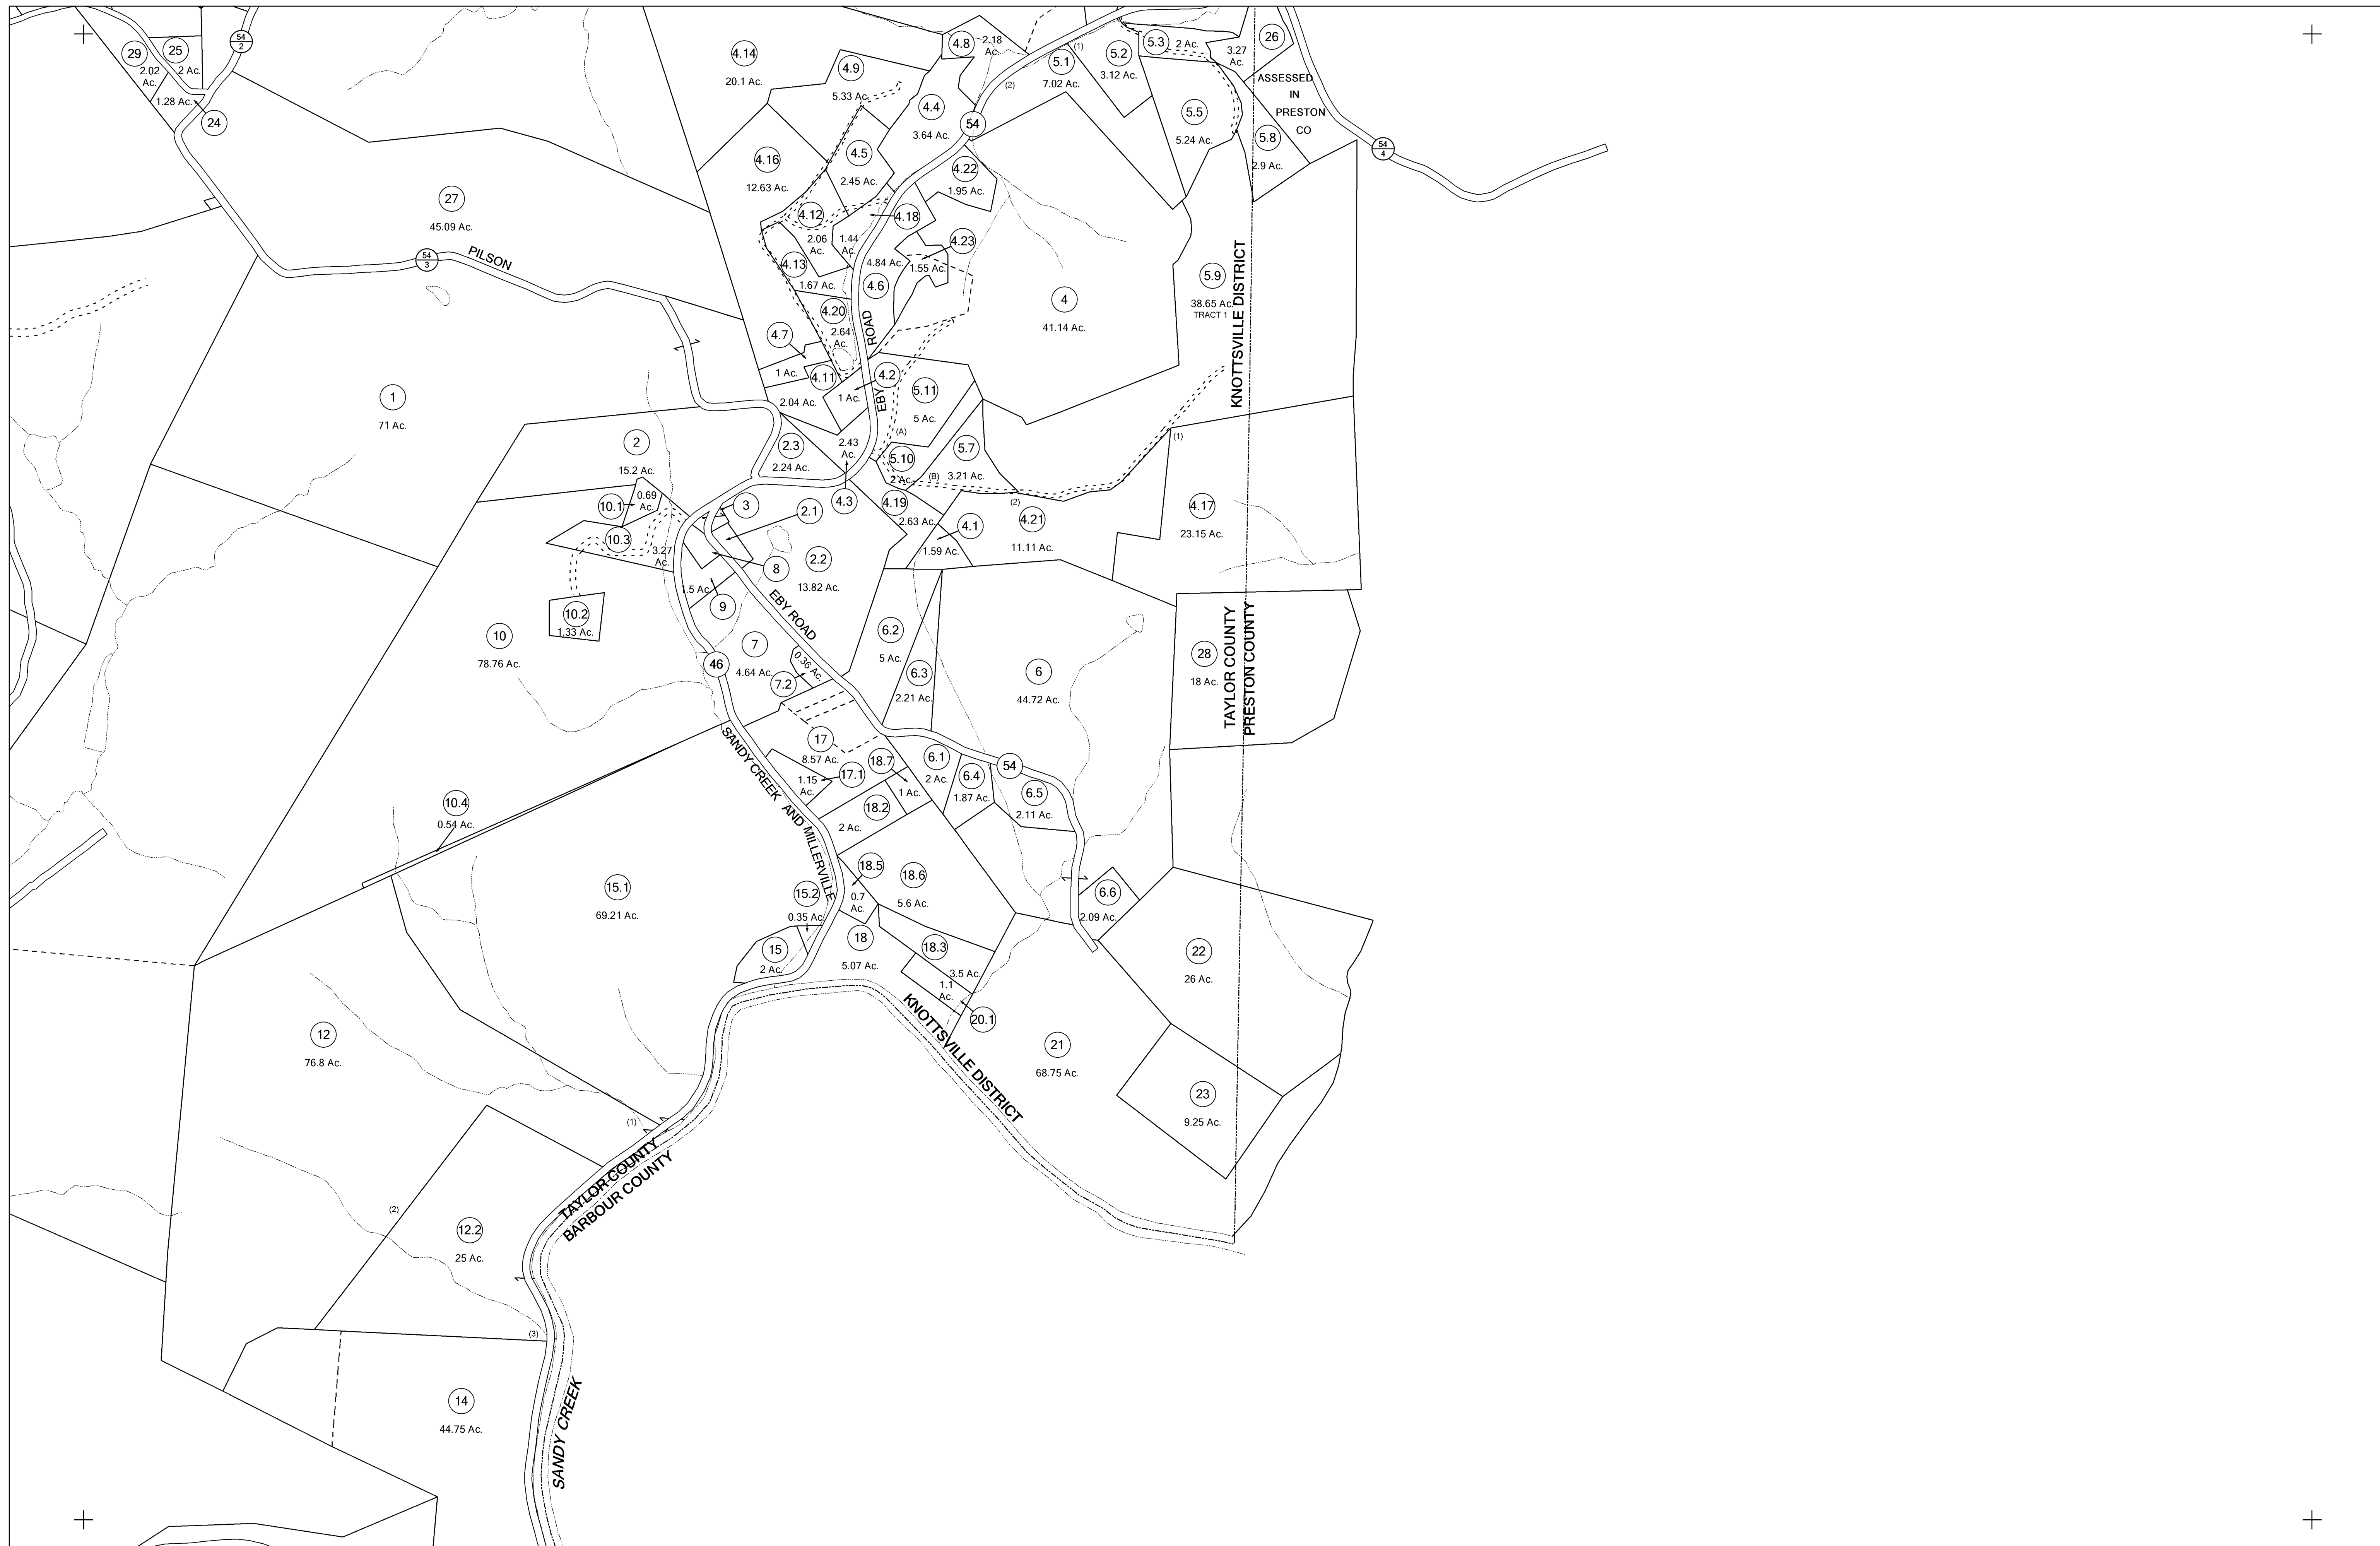 29
25
2.02
Ac.
2 Ac.
1.28 Ac.
24
54
2
27
45.09 Ac.
54
3
PILSON
4.14
20.1 Ac.
4.9
5.33 Ac.
4.8
2.18
Ac.
4.4
3.64 Ac.
54
(2)
(1)
5.1
7.02 Ac.
5.2
3.12 Ac.
5.3
2 Ac.
3.27
Ac.
26
ASSESSED
IN
PRESTON
CO
5.5
5.24 Ac.
5.8
2.9 Ac.
54
4
4.16
12.63 Ac.
4.5
2.45 Ac.
4.22
1.95 Ac.
4.12
2.06
Ac.
4.18
1.44
Ac.
4.23
1.55 Ac.
4.84 Ac.
4.6
4.13
1.67 Ac.
4.20
2.64
Ac.
4
41.14 Ac.
5.9
38.65 Ac.
TRACT 1
KNOTTSVILLE DISTRICT
4.7
1 Ac.
4.11
2.04 Ac.
4.2
1 Ac.
EBY ROAD
5.11
5 Ac.
(A)
1
71 Ac.
2
15.2 Ac.
2.3
2.24 Ac.
2.43
Ac.
4.3
5.10
2 Ac.
(B)
5.7
3.21 Ac.
(1)
(2)
10.1
0.69
Ac.
3
2.1
4.19
2.63 Ac.
4.1
1.59 Ac.
4.21
11.11 Ac.
4.17
23.15 Ac.
10.3
3.27
Ac.
8
2.2
13.82 Ac.
1.5 Ac.
9
EBY ROAD
10.2
1.33 Ac.
10
78.76 Ac.
46
7
4.64 Ac.
0.36 Ac.
7.2
6.2
5 Ac.
6.3
2.21 Ac.
6
44.72 Ac.
28
18 Ac.
TAYLOR COUNTY
PRESTON COUNTY
17
8.57 Ac.
17.1
1.15
Ac.
18.7
1 Ac.
6.1
2 Ac.
6.4
1.87 Ac.
54
6.5
2.11 Ac.
SANDY CREEK AND MILLERVILLE
10.4
0.54 Ac.
18.2
2 Ac.
15.1
69.21 Ac.
15.2
0.35 Ac.
18.5
0.7
Ac.
18.6
5.6 Ac.
6.6
2.09 Ac.
15
2 Ac.
18
5.07 Ac.
18.3
3.5 Ac.
1.1
Ac.
20.1
22
26 Ac.
KNOTTSVILLE DISTRICT
12
76.8 Ac.
21
68.75 Ac.
23
9.25 Ac.
(1)
TAYLOR COUNTY
BARBOUR COUNTY
(2)
12.2
25 Ac.
(3)
14
44.75 Ac.
SANDY CREEK